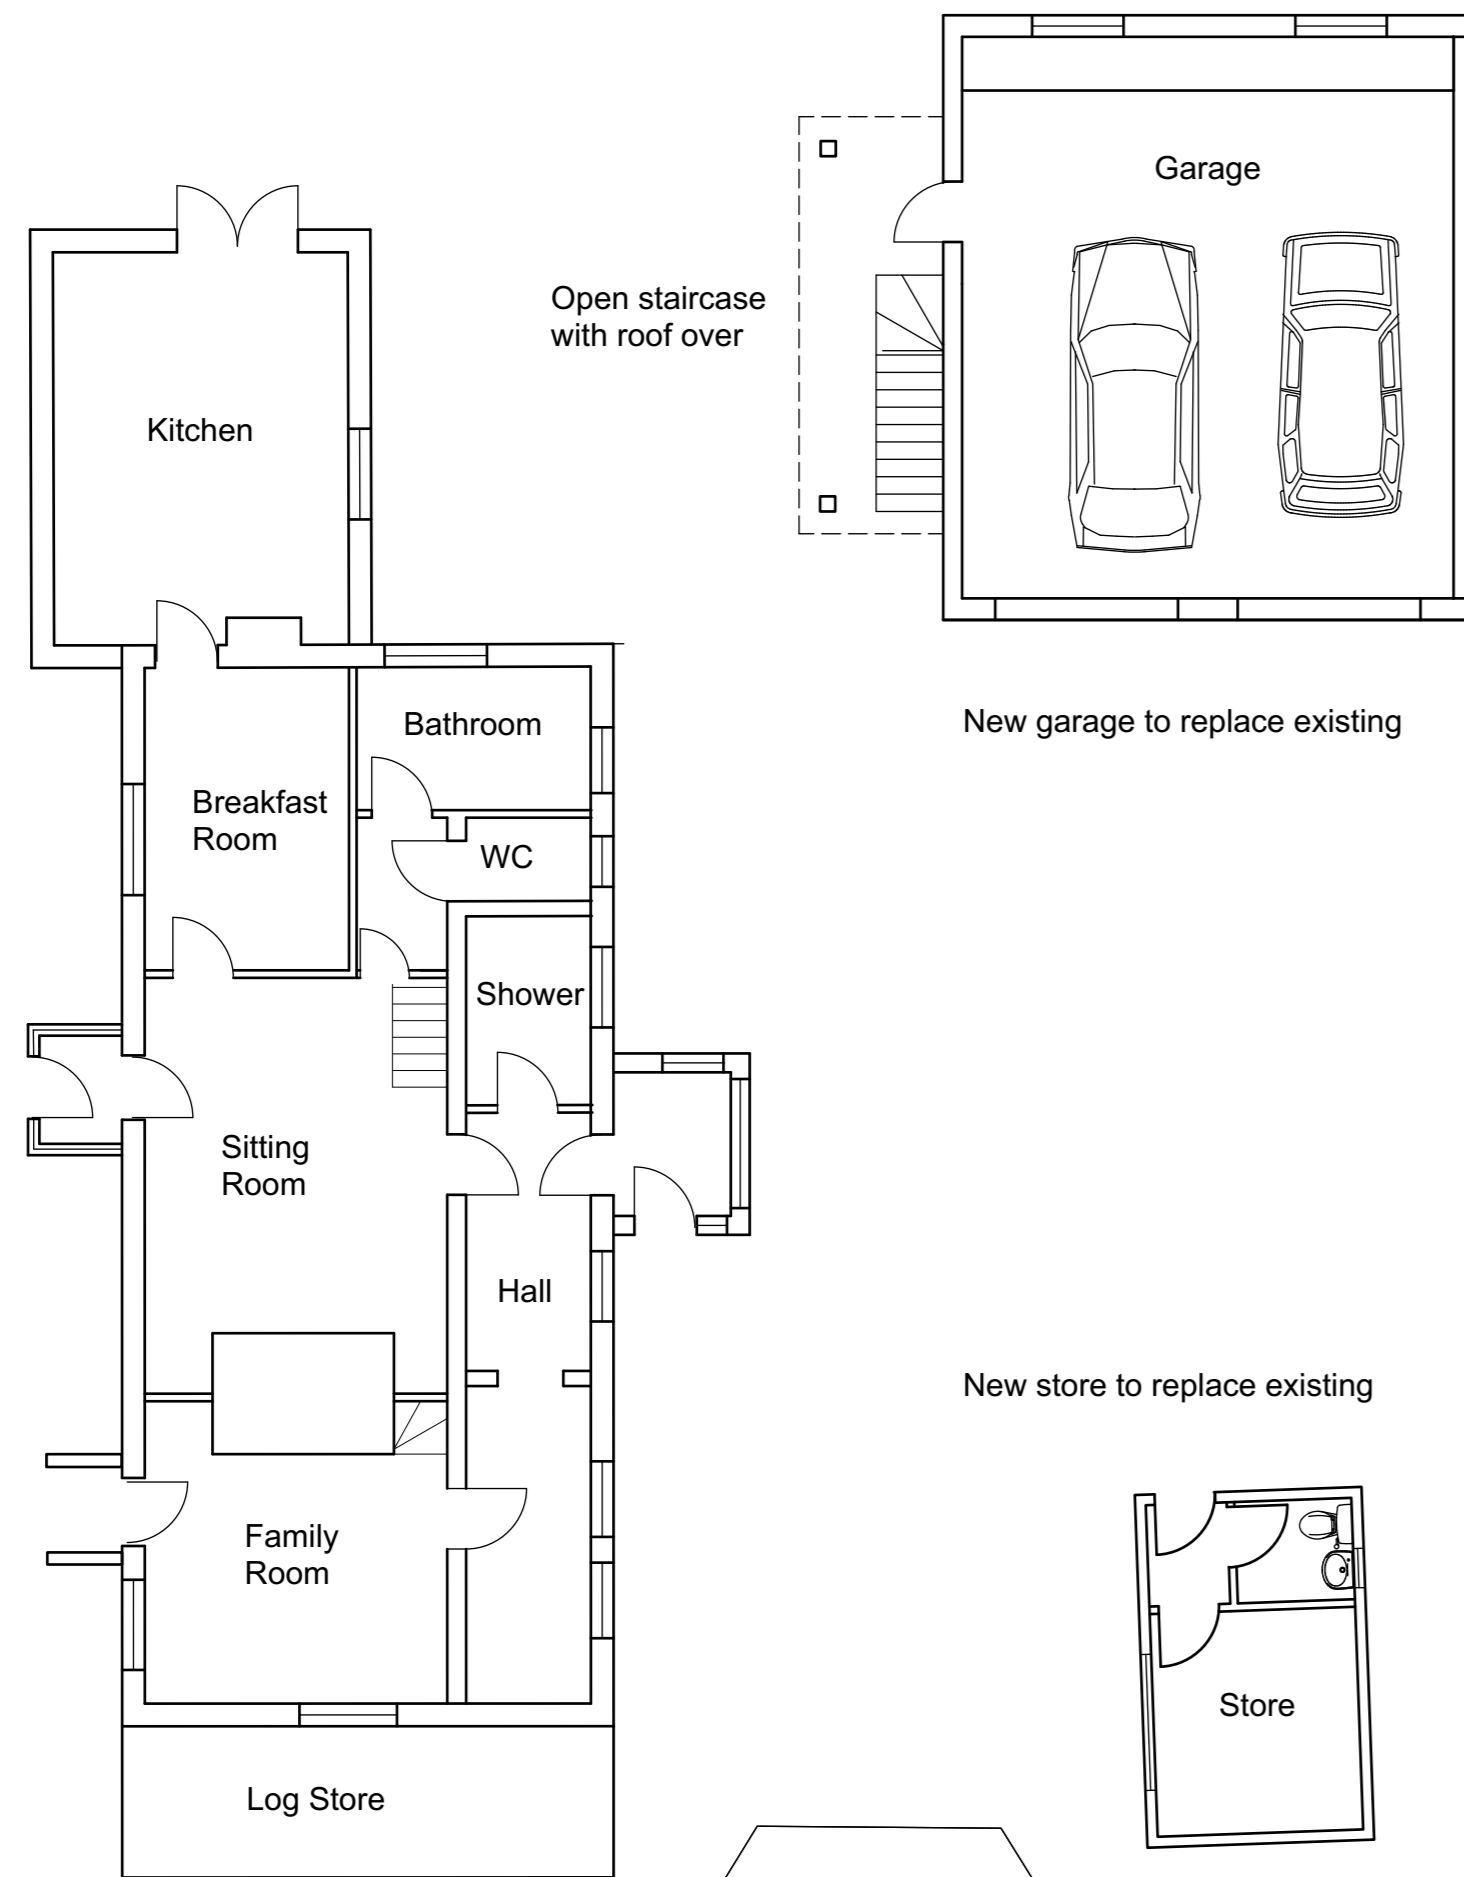 Garage
Open staircase
with roof over
Kitchen
New garage to replace existing
Bathroom
Breakfast
Room
WC
Shower
Sitting
Room
Hall
New store to replace existing
Family
Room
Store
Log Store